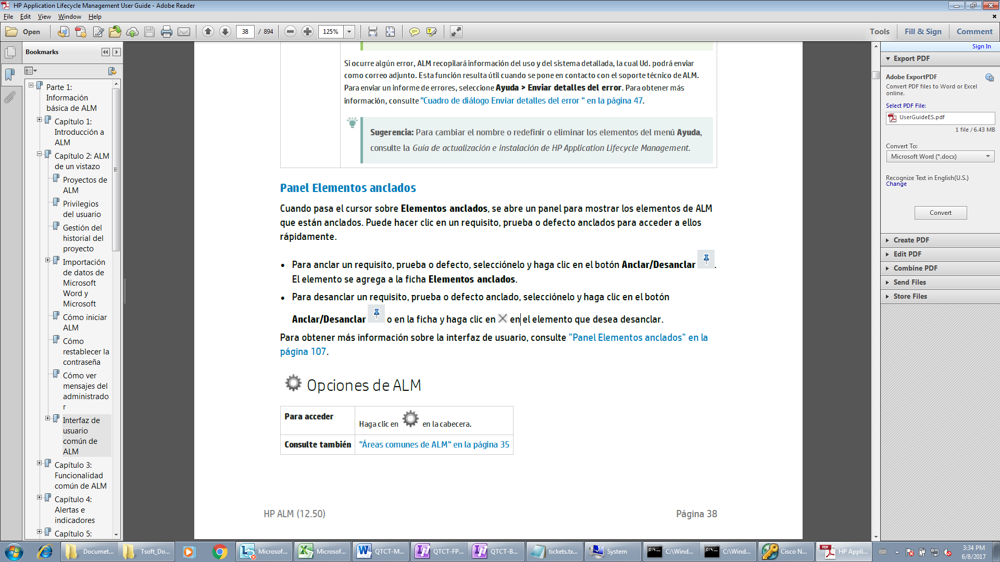 HP Application Lifecycle Management User Guide - Adobe Reader
File Edit View Window Help
Open
38 / 894
125%
Tools
Fill & Sign
Comment
Bookmarks
Parte 1:
Información
básica de ALM
Capítulo 1:
Introducción a
ALM
Capítulo 2: ALM
de un vistazo
Proyectos de
ALM
Privilegios
del usuario
Gestión del
historial del
proyecto
Importación
de datos de
Microsoft
Word y
Microsoft
Cómo iniciar
ALM
Cómo
restablecer la
contraseña
Cómo ver
mensajes del
administrado
r
Interfaz de
usuario
común de
ALM
Capítulo 3:
Funcionalidad
común de ALM
Capítulo 4:
Alertas e
indicadores
Capítulo 5:
Si ocurre algún error, ALM recopilará información del uso y del sistema detallada, la cual Ud. podrá enviar
como correo adjunto. Esta función resulta útil cuando se pone en contacto con el soporte técnico de ALM.
Para enviar un informe de errores, seleccione Ayuda > Enviar detalles del error. Para obtener más
información, consulte "Cuadro de diálogo Enviar detalles del error " en la página 47.
Sugerencia: Para cambiar el nombre o redefinir o eliminar los elementos del menú Ayuda,
consulte la Guía de actualización e instalación de HP Application Lifecycle Management.
Panel Elementos anclados
Cuando pasa el cursor sobre Elementos anclados, se abre un panel para mostrar los elementos de ALM
que están anclados. Puede hacer clic en un requisito, prueba o defecto anclados para acceder a ellos
rápidamente.
• Para anclar un requisito, prueba o defecto, selecciónelo y haga clic en el botón Anclar/Desanclar .
El elemento se agrega a la ficha Elementos anclados.
• Para desanclar un requisito, prueba o defecto anclado, selecciónelo y haga clic en el botón
Anclar/Desanclar o en la ficha y haga clic en en el elemento que desea desanclar.
Para obtener más información sobre la interfaz de usuario, consulte "Panel Elementos anclados" en la
página 107.
Opciones de ALM
Para acceder
Haga clic en en la cabecera.
Consulte también
"Áreas comunes de ALM" en la página 35
HP ALM (12.50)
Página 38
Sign In
Export PDF
Adobe ExportPDF
Convert PDF files to Word or Excel
online.
Select PDF File:
UserGuideES.pdf
1 file / 6.43 MB
Convert To:
Microsoft Word (*.docx)
Recognize Text in English(U.S.)
Change
Convert
Create PDF
Edit PDF
Combine PDF
Send Files
Store Files
Documet...
Tsoft_Do...
Microsof...
Microsof...
QTCT-M...
QTCT-FP...
QTCT-B...
tickets.tx...
System
C:\Wind...
C:\Wind...
Cisco N...
HP Appli...
3:34 PM
6/8/2017